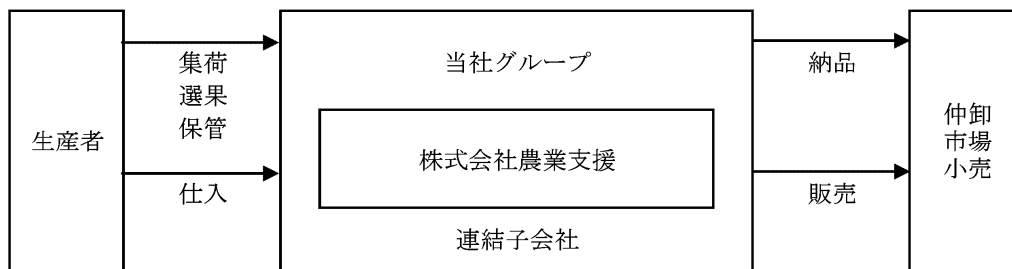 生産者
集荷
選果
保管
仕入
当社グループ
株式会社農業支援
連結子会社
納品
販売
仲卸
市場
小売